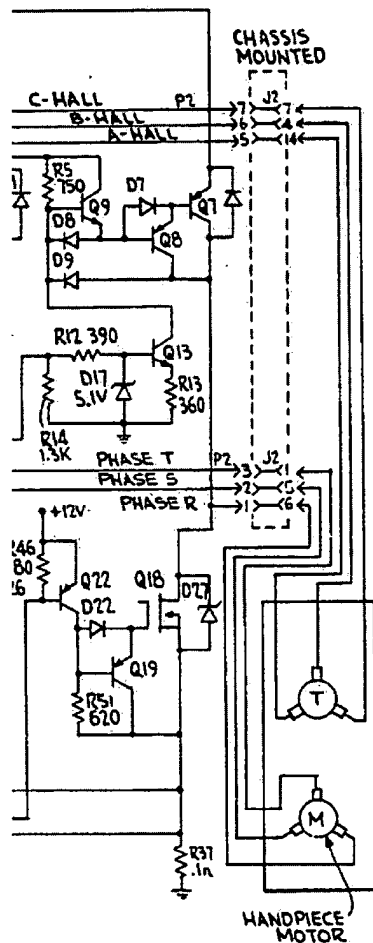 CHASSIS
MOUNTED
C-HALL P2 7 J2 7
B-HALL 6 4
A-HALL 5 14
R5
750
Q9
D7
Q7
D8
Q8
D9
R12 390
Q13
D17
5.1V
R13
360
R14
1.3K
PHASE T P2 3 J2 1
PHASE S 2 5
PHASE R 1 6
+12V
Q22
Q18
D27
D22
Q19
R51
620
T
R37
.1Ω
M
HANDPIECE
MOTOR